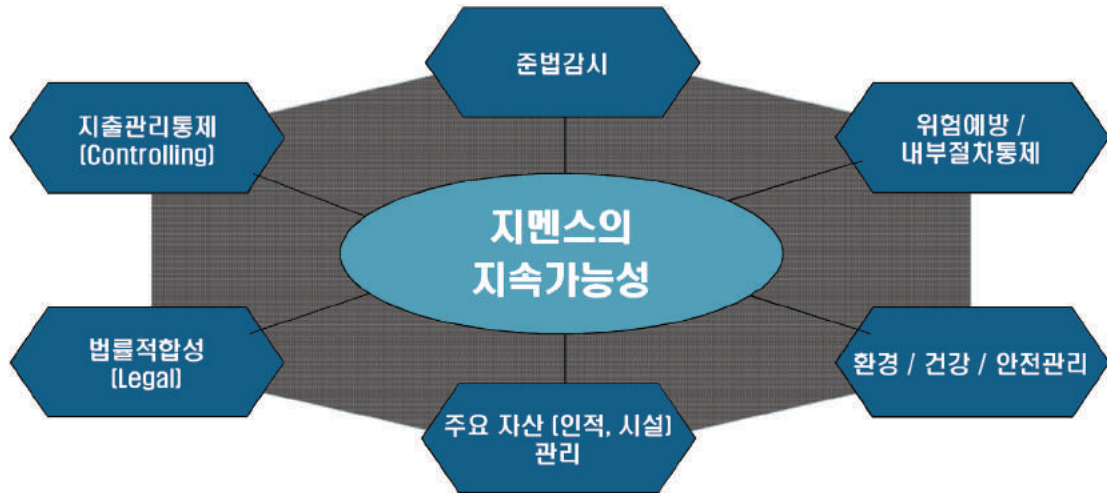 준법감시
지출관리통제
(Controlling)
위험예방 /
내부절차통제
지멘스의
지속가능성
법률적합성
(Legal)
환경 / 건강 / 안전관리
주요 자산 (인적, 시설)
관리